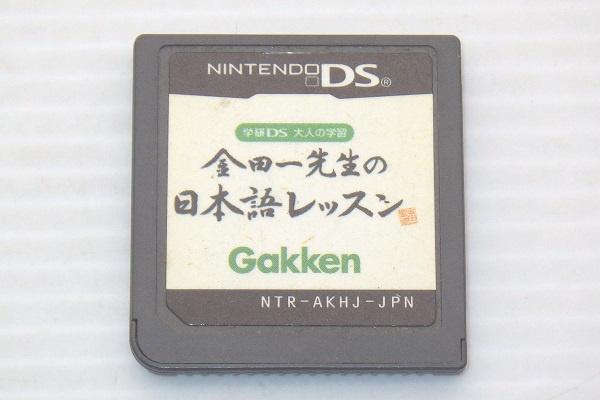 NINTENDO DS®
学研DS 大人の学習
金田一先生の
日本語レッスン
Gakken
NTR-AKHJ-JPN